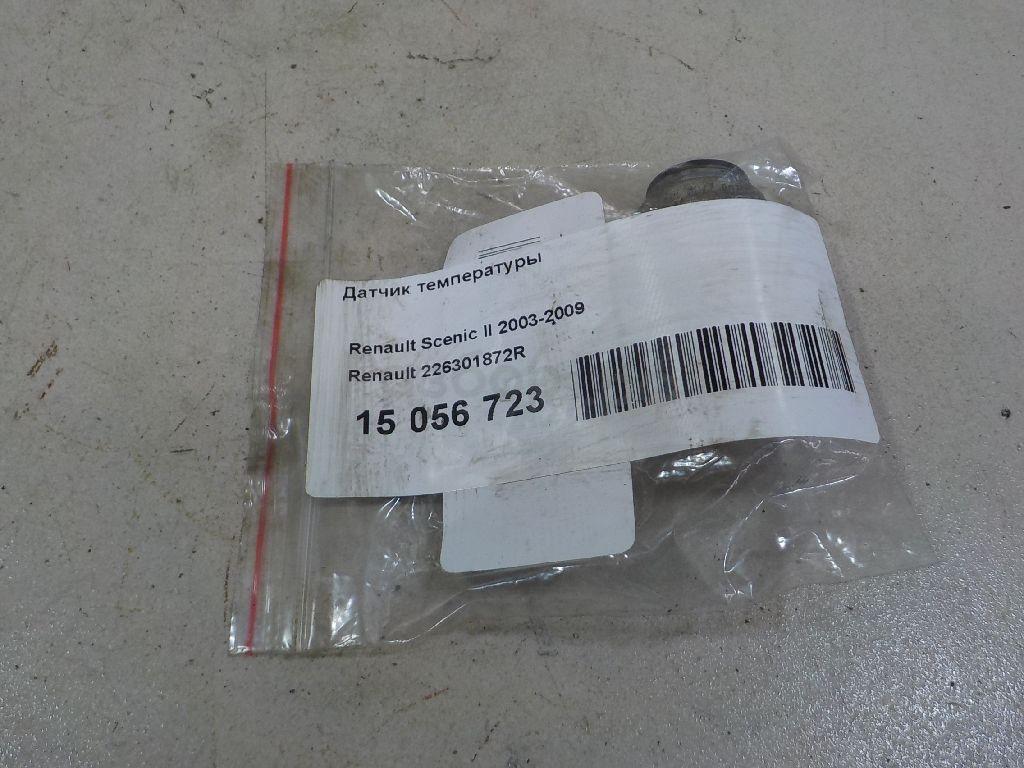 Датчик температуры
Renault Scenic II 2003-2009
Renault 226301872R
15 056 723